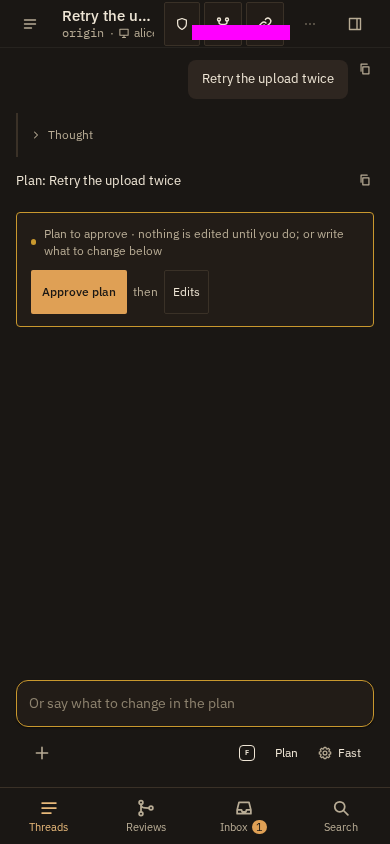 Retry the u...
origin ·
Retry the upload twice
Thought
Plan: Retry the upload twice
Plan to approve · nothing is edited until you do; or write
what to change below
Approve plan then Edits
Or say what to change in the plan
F Plan Fast
Threads Reviews Inbox 1 Search